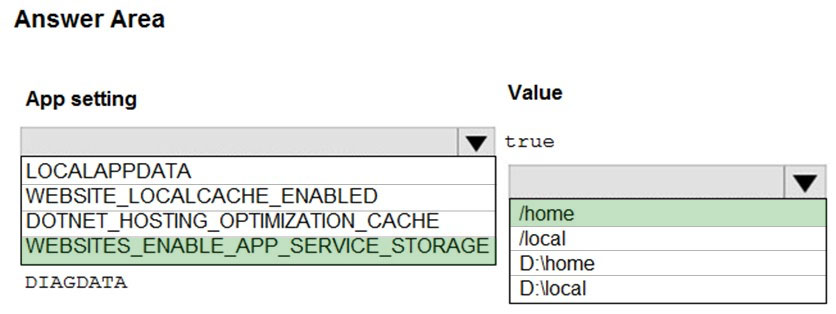 Answer Area
App setting
Value
true
LOCALAPPDATA
WEBSITE_LOCALCACHE_ENABLED
DOTNET_HOSTING_OPTIMIZATION_CACHE
WEBSITES_ENABLE_APP_SERVICE_STORAGE
DIAGDATA
/home
/local
D:\home
D:\local